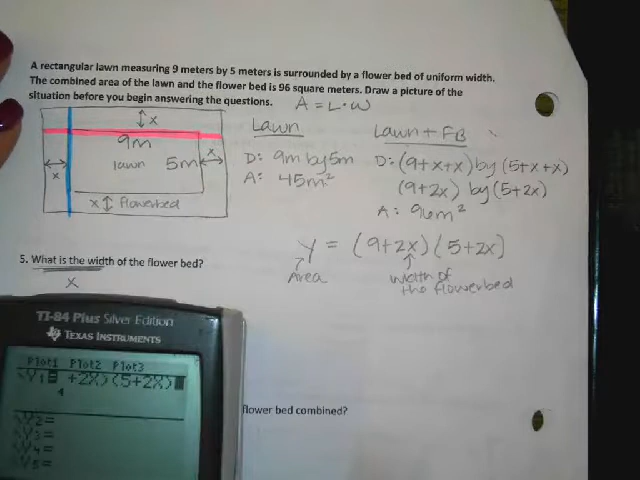 A rectangular lawn measuring 9 meters by 5 meters is surrounded by a flower bed of uniform width.
The combined area of the lawn and the flower bed is 96 square meters. Draw a picture of the
situation before you begin answering the questions.
A = L · W
x
9m
lawn
5m
x
x
x
flowerbed
Lawn
D: 9m by 5m
A: 45m²
Lawn + FB
D: (9+x+x) by (5+x+x)
(9+2x) by (5+2x)
A: 96m²
y = (9+2x)(5+2x)
Area
width of
the flowerbed
5. What is the width of the flower bed?
x
TI-84 Plus Silver Edition
TEXAS INSTRUMENTS
Plot1 Plot2 Plot3
\Y1= +2X)(5+2X)
\Y2=
\Y3=
\Y4=
\Y5=
flower bed combined?